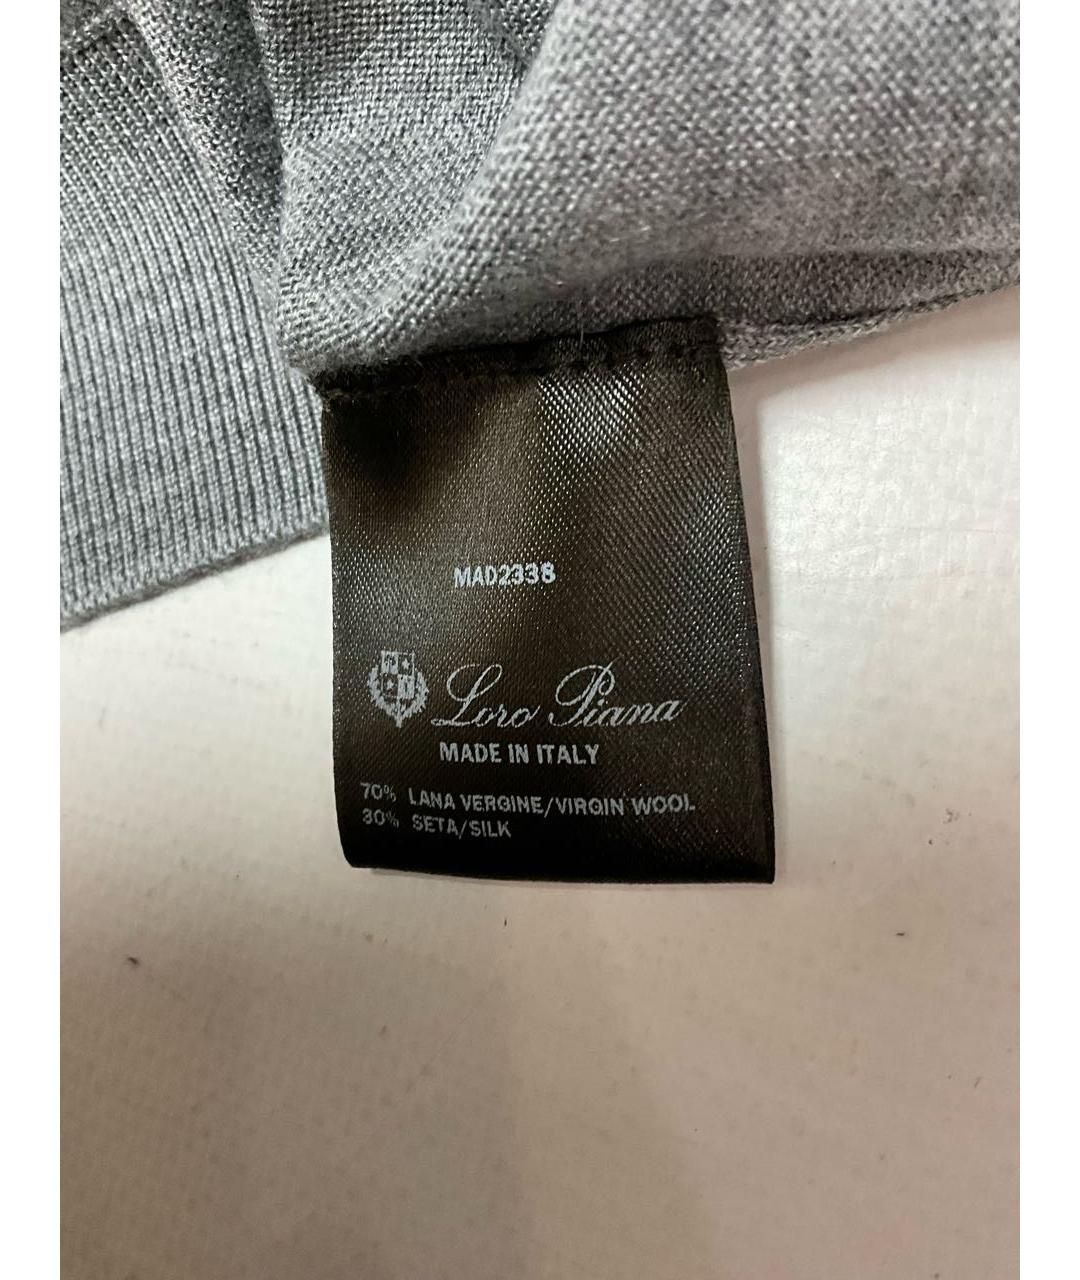 MAD2338
Loro Piana
MADE IN ITALY
70% LANA VERGINE/VIRGIN WOOL
30% SETA/SILK